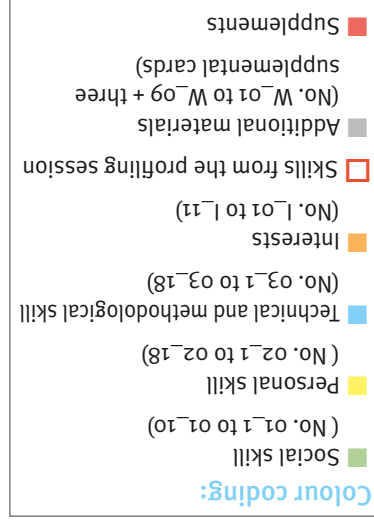 Colour coding:
Social skill
(No. 01_1 to 01_10)
Personal skill
( No. 02_1 to 02_18)
Technical and methodological skill
(No. 03_1 to 03_18)
Interests
(No. I_01 to I_11)
Skills from the profiling session
Additional materials
(No. W_01 to W_09 + three
supplemental cards)
Supplements